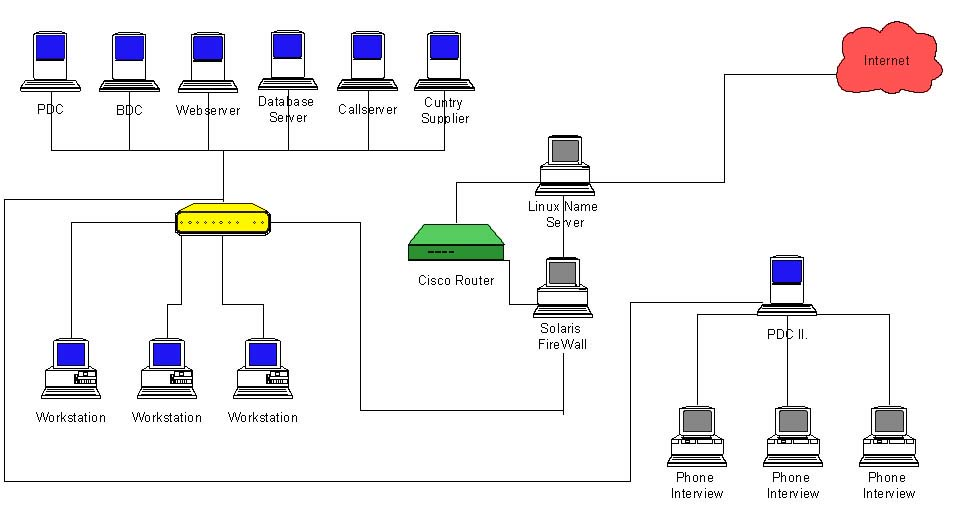 Internet
PDC
BDC
Webserver
Database
Server
Callserver
Cuntry
Supplier
Linux Name
Server
Cisco Router
Solaris
FireWall
PDC II.
Workstation
Workstation
Workstation
Phone
Interview
Phone
Interview
Phone
Interview